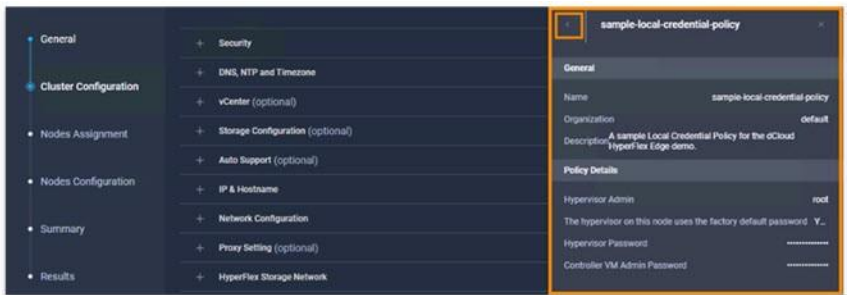 General
Cluster Configuration
Nodes Assignment
Nodes Configuration
Summary
Results
+ Security
+ DNS, NTP and Timezone
+ vCenter (optional)
+ Storage Configuration (optional)
+ Auto Support (optional)
+ IP & Hostname
+ Network Configuration
+ Proxy Setting (optional)
+ HyperFlex Storage Network
< sample-local-credential-policy ×
General
Name sample-local-credential-policy
Organization default
Description A sample Local Credential Policy for the dCloud
HyperFlex Edge demo.
Policy Details
Hypervisor Admin root
The hypervisor on this node uses the factory default password Y...
Hypervisor Password ••••••••••••••
Controller VM Admin Password ••••••••••••••